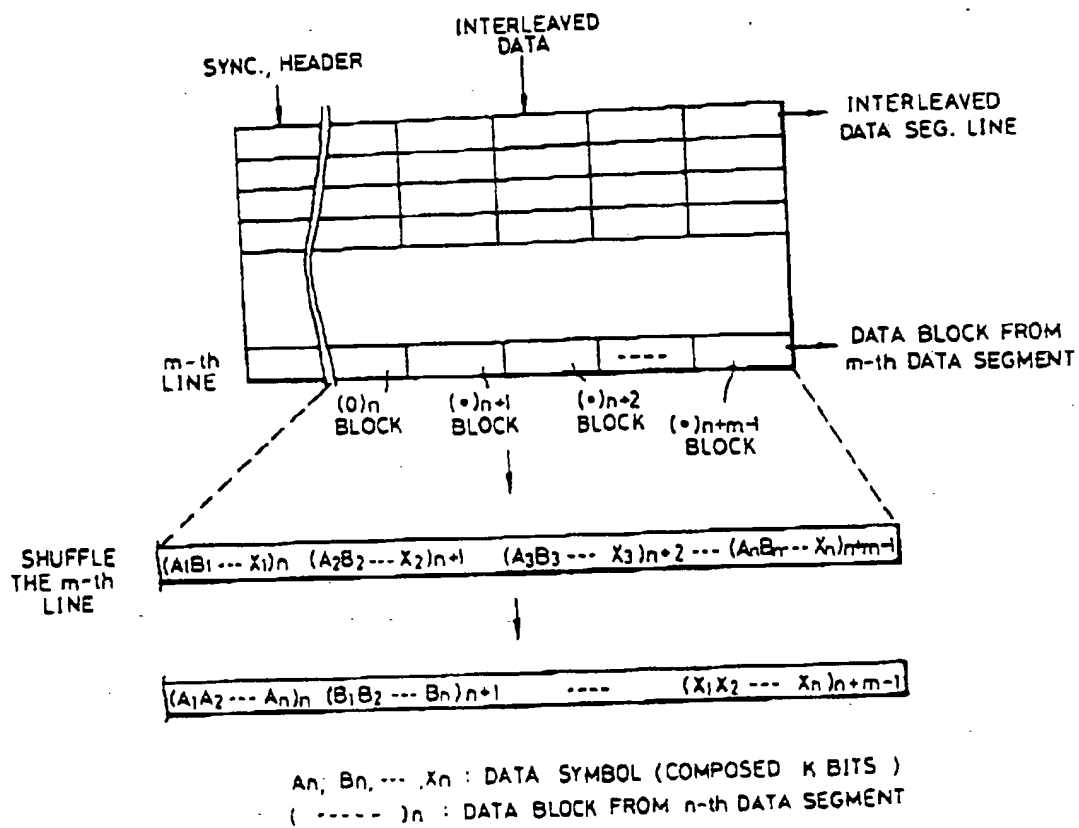 INTERLEAVED
DATA
SYNC., HEADER
INTERLEAVED
DATA SEG. LINE
m-th
LINE
----
DATA BLOCK FROM
m-th DATA SEGMENT
(0)n
BLOCK
(•)n+1
BLOCK
(•)n+2
BLOCK
(•)n+m-1
BLOCK
SHUFFLE
THE m-th
LINE
(A1B1 --- X1)n (A2B2 --- X2)n+1 (A3B3 --- X3)n+2 --- (AnBn --- Xn)n+m-1
(A1A2 --- An)n (B1B2 --- Bn)n+1 ---- (X1X2 --- Xn)n+m-1
An; Bn, --- ,Xn : DATA SYMBOL (COMPOSED K BITS )
( ----- )n : DATA BLOCK FROM n-th DATA SEGMENT